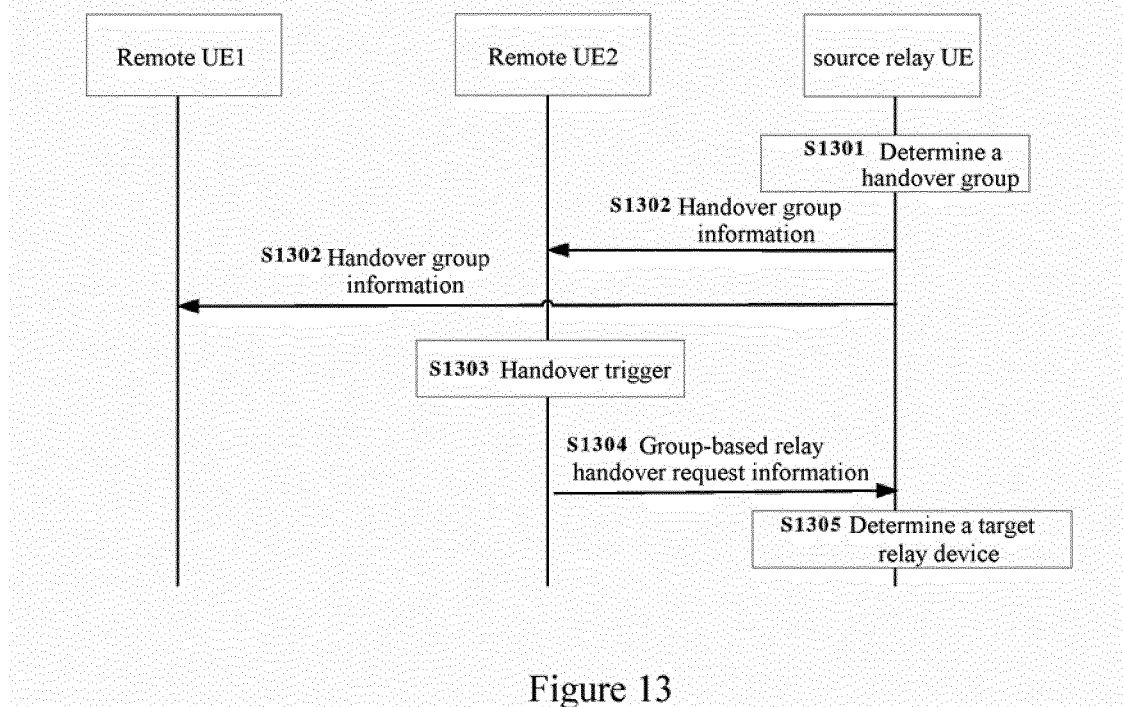 Remote UE1
Remote UE2
source relay UE
S1301 Determine a
handover group
S1302 Handover group
information
S1302 Handover group
information
S1303 Handover trigger
S1304 Group-based relay
handover request information
S1305 Determine a target
relay device
Figure 13